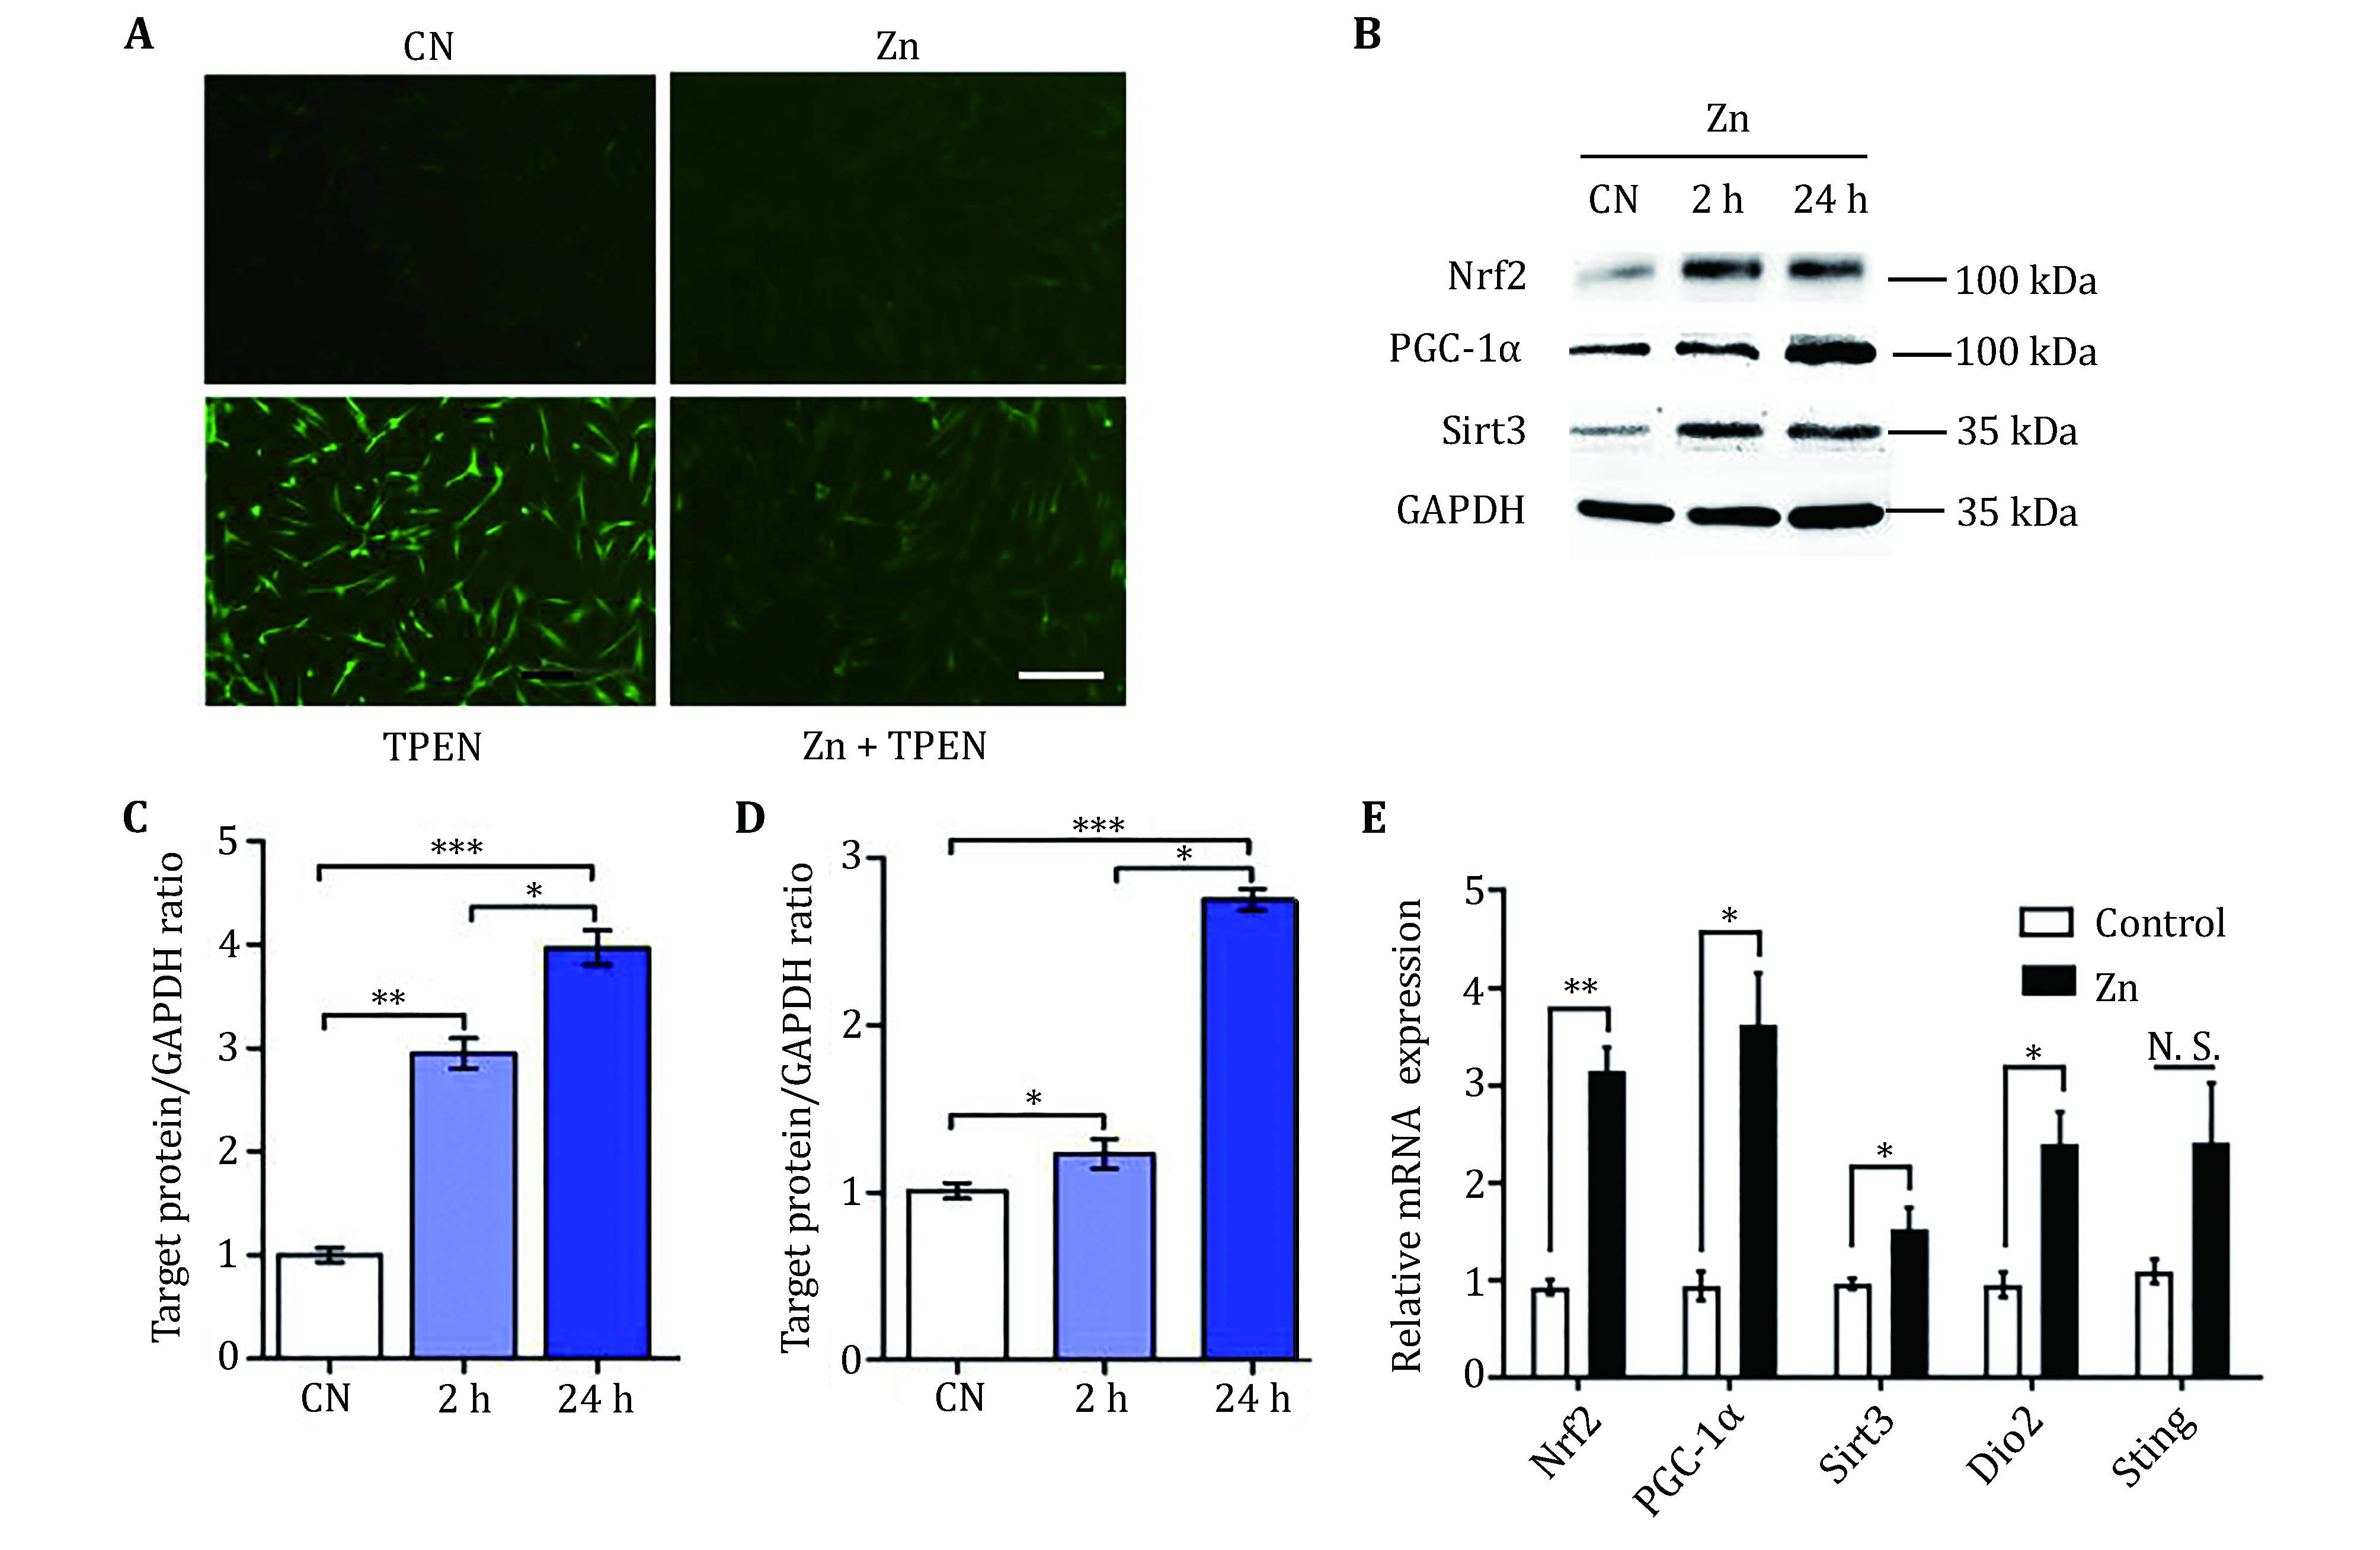 A
CN
Zn
TPEN
Zn + TPEN
B
Zn
CN
2 h
24 h
Nrf2
100 kDa
PGC-1α
100 kDa
Sirt3
35 kDa
GAPDH
35 kDa
C
Target protein/GAPDH ratio
5
4
3
2
1
0
***
*
**
CN
2 h
24 h
D
Target protein/GAPDH ratio
3
2
1
0
***
*
*
CN
2 h
24 h
E
Relative mRNA expression
5
4
3
2
1
0
Control
Zn
**
*
*
*
N. S.
Nrf2
PGC-1α
Sirt3
Dio2
Sting